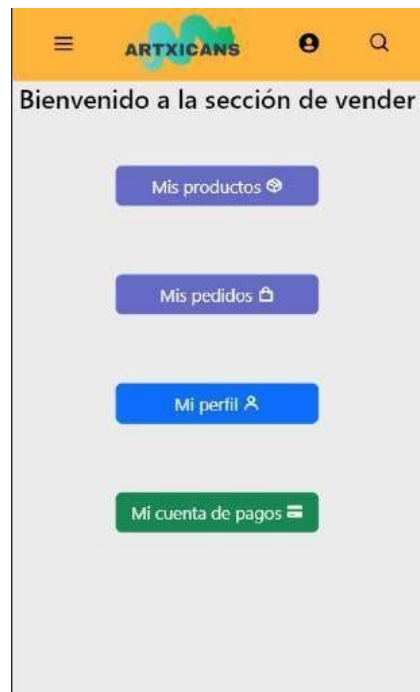 ARTXICANS
Bienvenido a la sección de vender
Mis productos
Mis pedidos
Mi perfil
Mi cuenta de pagos